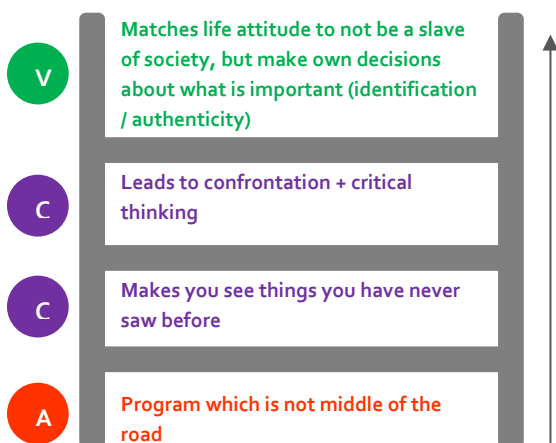 V
Matches life attitude to not be a slave
of society, but make own decisions
about what is important (identification
/ authenticity)
C
Leads to confrontation + critical
thinking
C
Makes you see things you have never
saw before
A
Program which is not middle of the
road